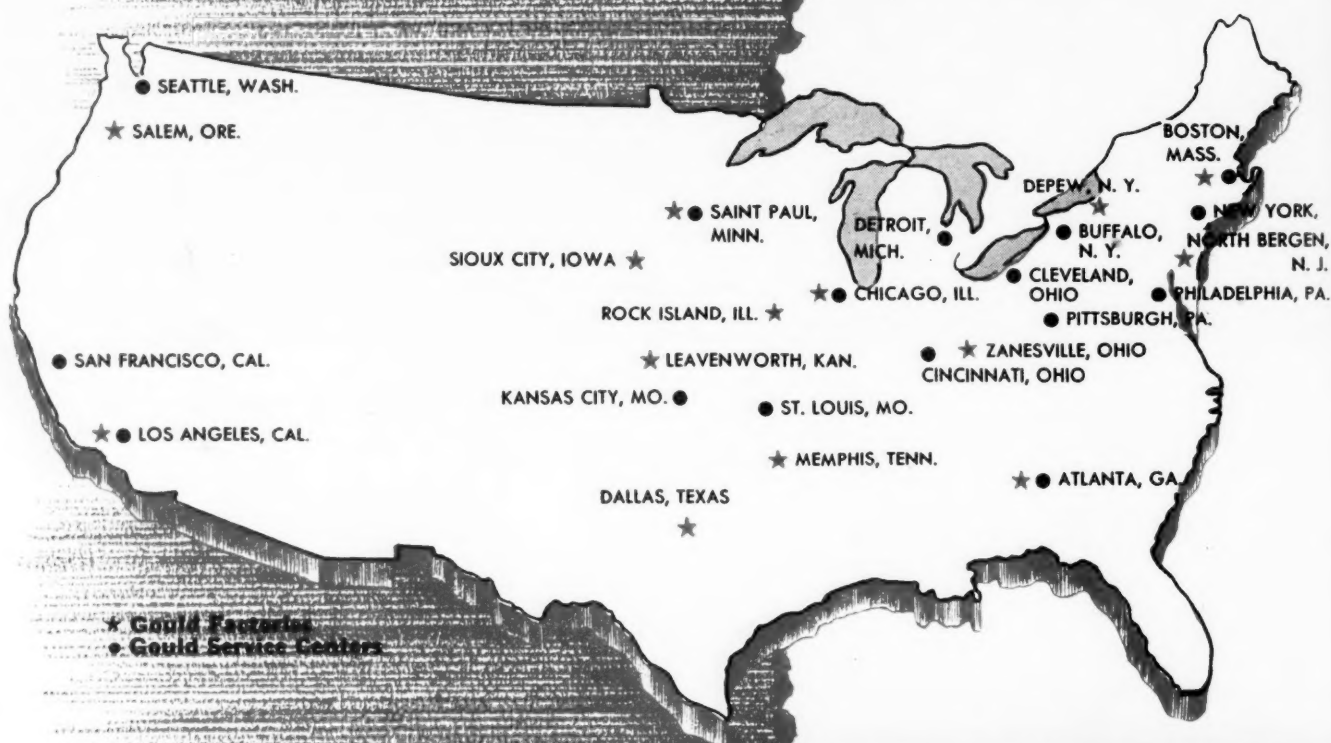 SEATTLE, WASH.
★ SALEM, ORE.
BOSTON,
MASS.
DEPEW, N. Y.
★ ● SAINT PAUL,
MINN.
DETROIT,
MICH.
● NEW YORK,
● BUFFALO,
N. Y.
NORTH BERGEN,
N. J.
SIOUX CITY, IOWA ★
● CLEVELAND,
OHIO
★ ● CHICAGO, ILL.
● PHILADELPHIA, PA.
ROCK ISLAND, ILL. ★
● PITTSBURGH, PA.
● SAN FRANCISCO, CAL.
★ LEAVENWORTH, KAN.
★ ZANESVILLE, OHIO
CINCINNATI, OHIO
KANSAS CITY, MO. ●
● ST. LOUIS, MO.
★ ● LOS ANGELES, CAL.
★ MEMPHIS, TENN.
★ ● ATLANTA, GA.
DALLAS, TEXAS
★ Gould Factories
● Gould Service Centers